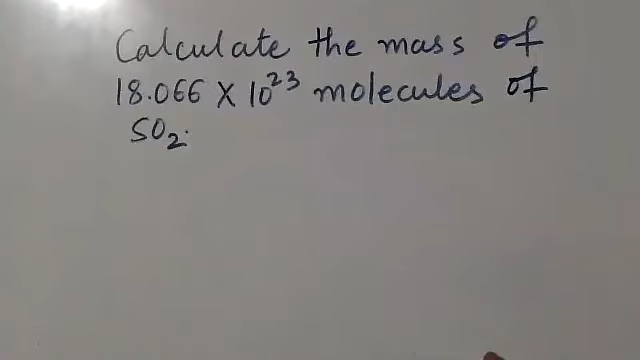 Calculate the mass of
18.066 X 10²³ molecules of
SO₂.